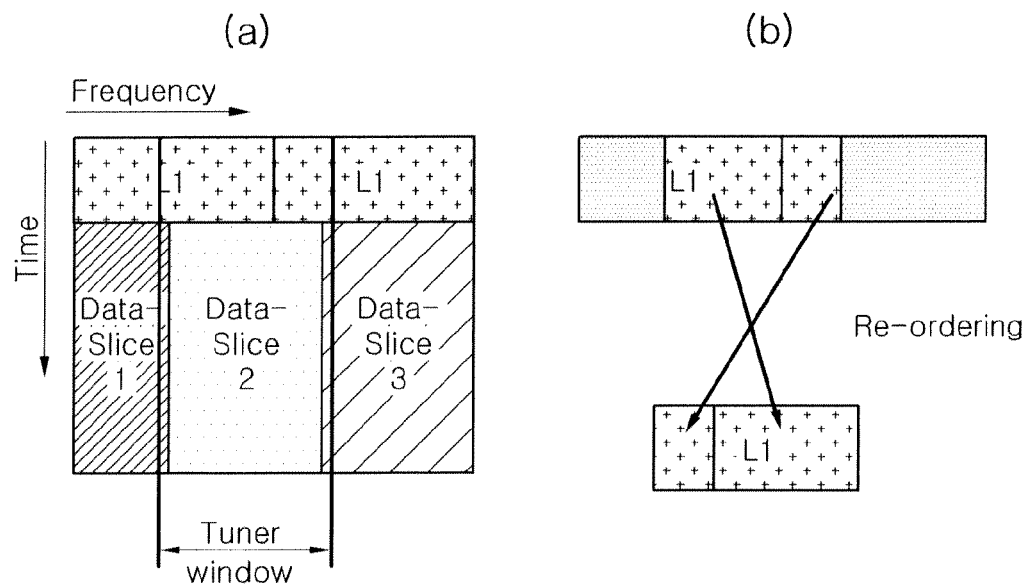 (a)
(b)
Frequency
Time
L1
L1
L1
Data-
Slice
1
Data-
Slice
2
Data-
Slice
3
Re-ordering
L1
Tuner
window